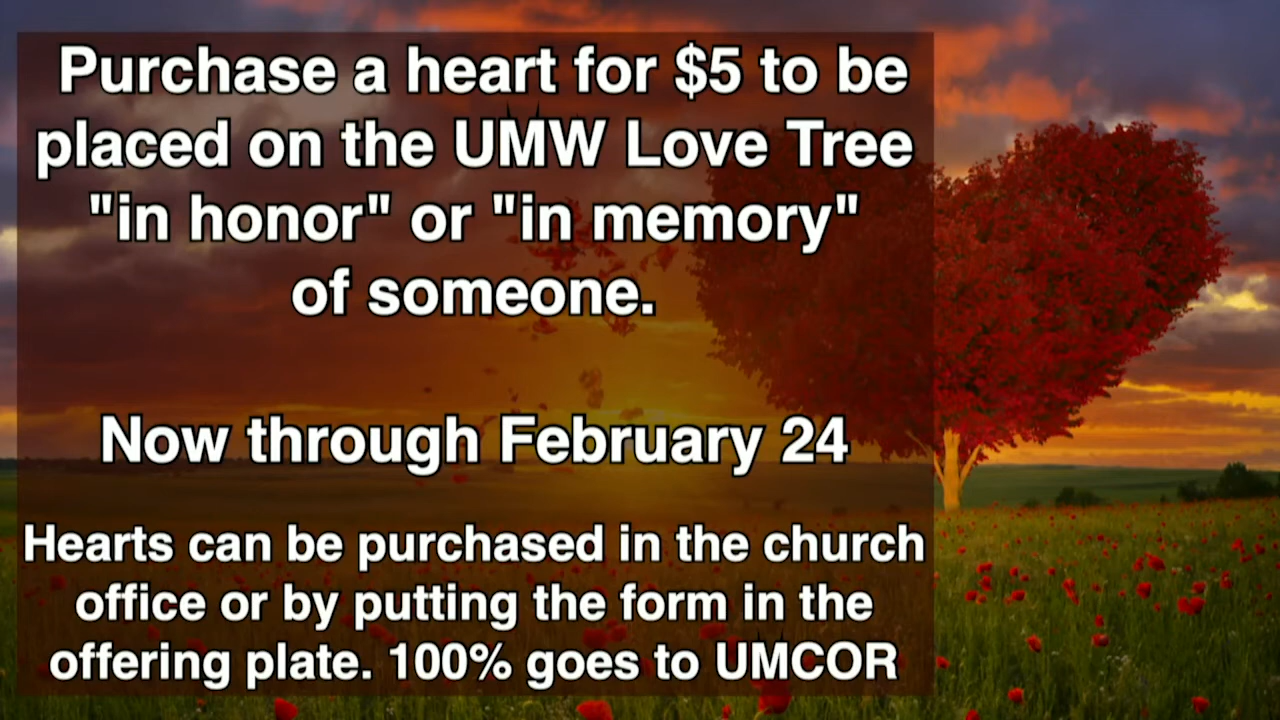 Purchase a heart for $5 to be
placed on the UMW Love Tree
"in honor" or "in memory"
of someone.
Now through February 24
Hearts can be purchased in the church
office or by putting the form in the
offering plate. 100% goes to UMCOR